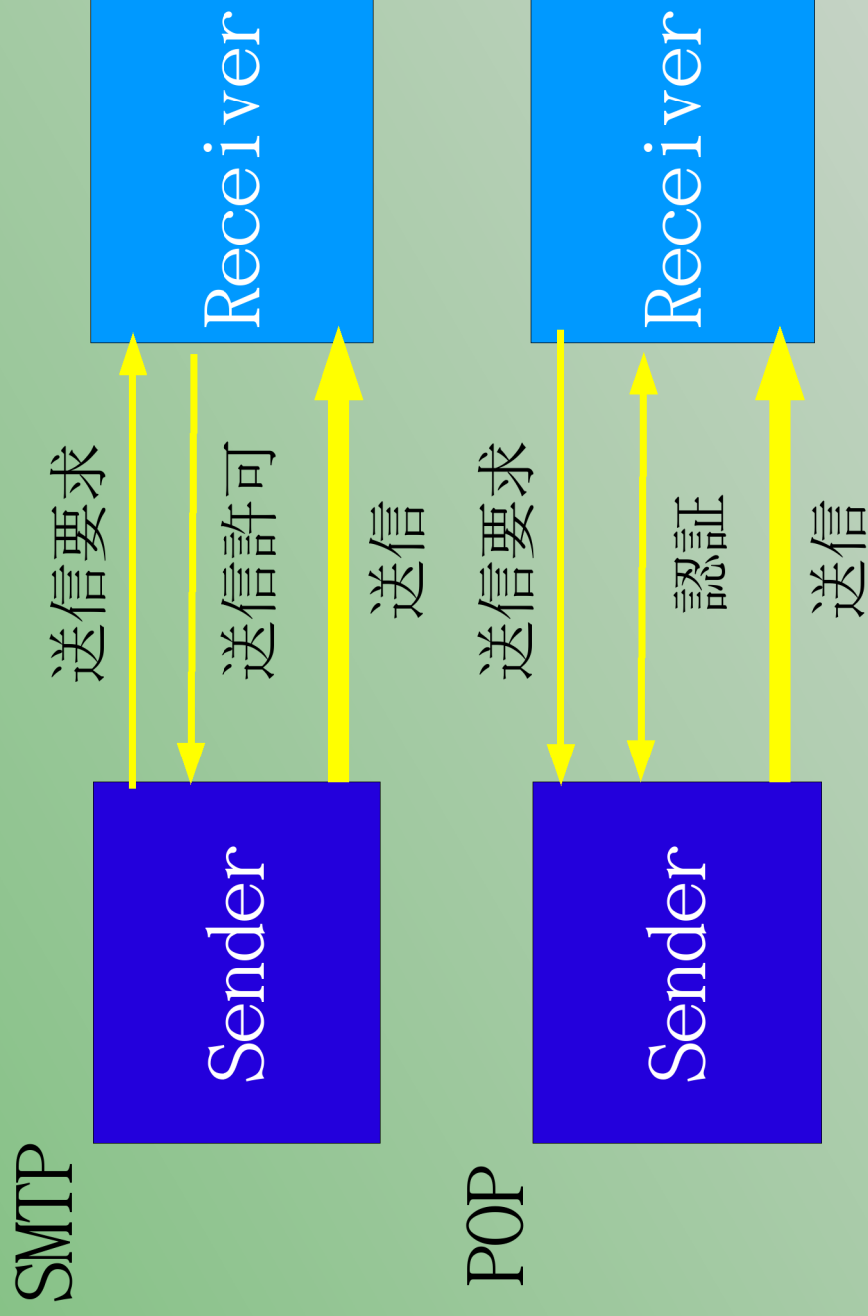 SMTP
Sender
送信要求
送信許可
送信
Receiver
POP
Sender
送信要求
認証
送信
Receiver